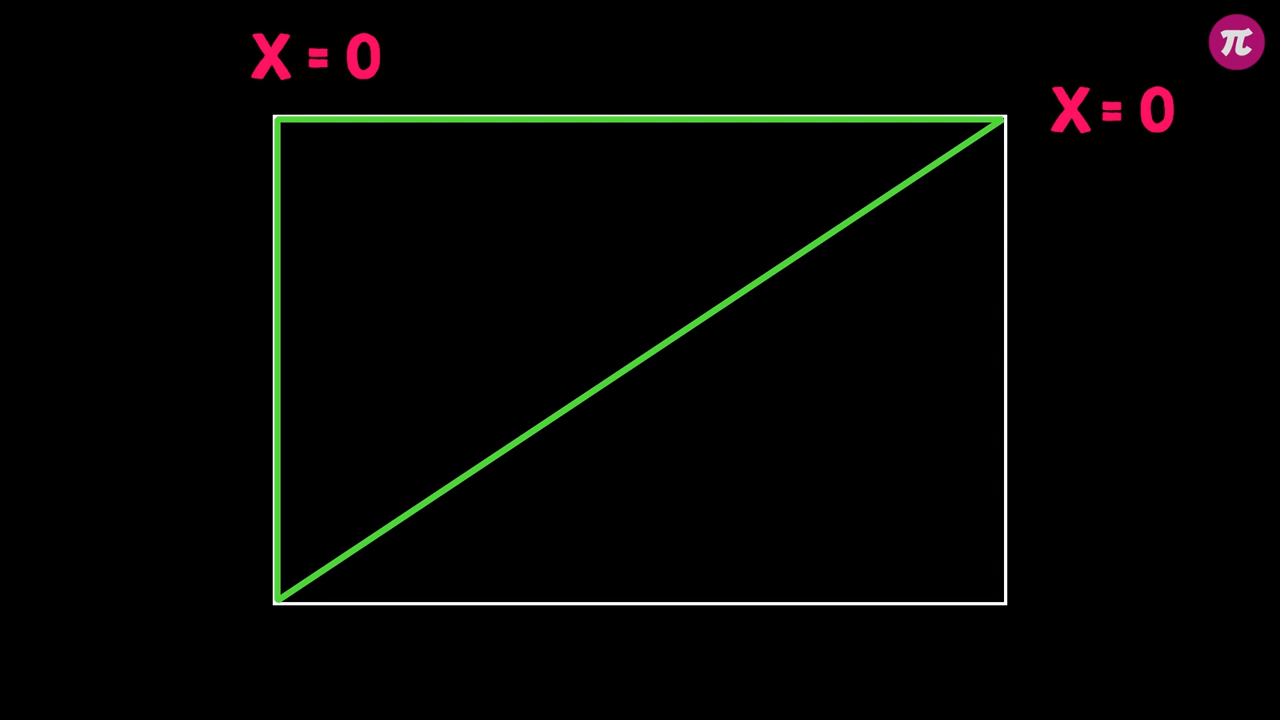 X = 0
X = 0
π